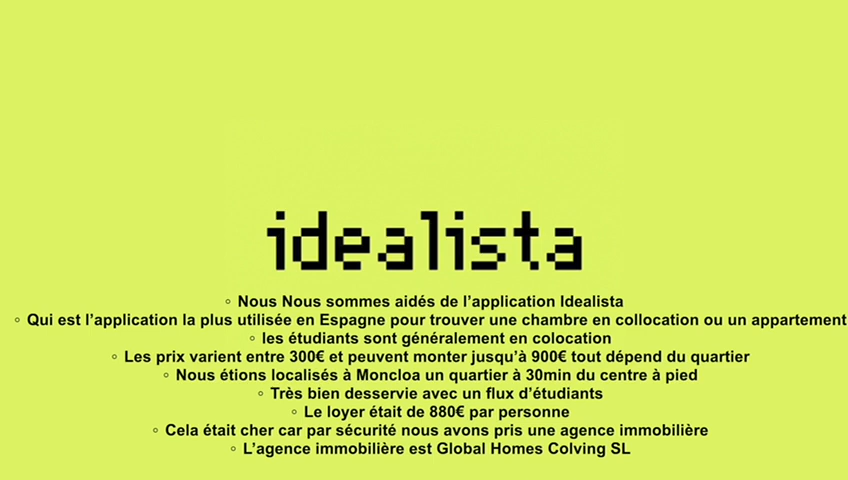 idealista
◦ Nous Nous sommes aidés de l'application Idealista
◦ Qui est l'application la plus utilisée en Espagne pour trouver une chambre en collocation ou un appartement
◦ les étudiants sont généralement en colocation
◦ Les prix varient entre 300€ et peuvent monter jusqu'à 900€ tout dépend du quartier
◦ Nous étions localisés à Moncloa un quartier à 30min du centre à pied
◦ Très bien desservie avec un flux d'étudiants
◦ Le loyer était de 880€ par personne
◦ Cela était cher car par sécurité nous avons pris une agence immobilière
◦ L'agence immobilière est Global Homes Colving SL